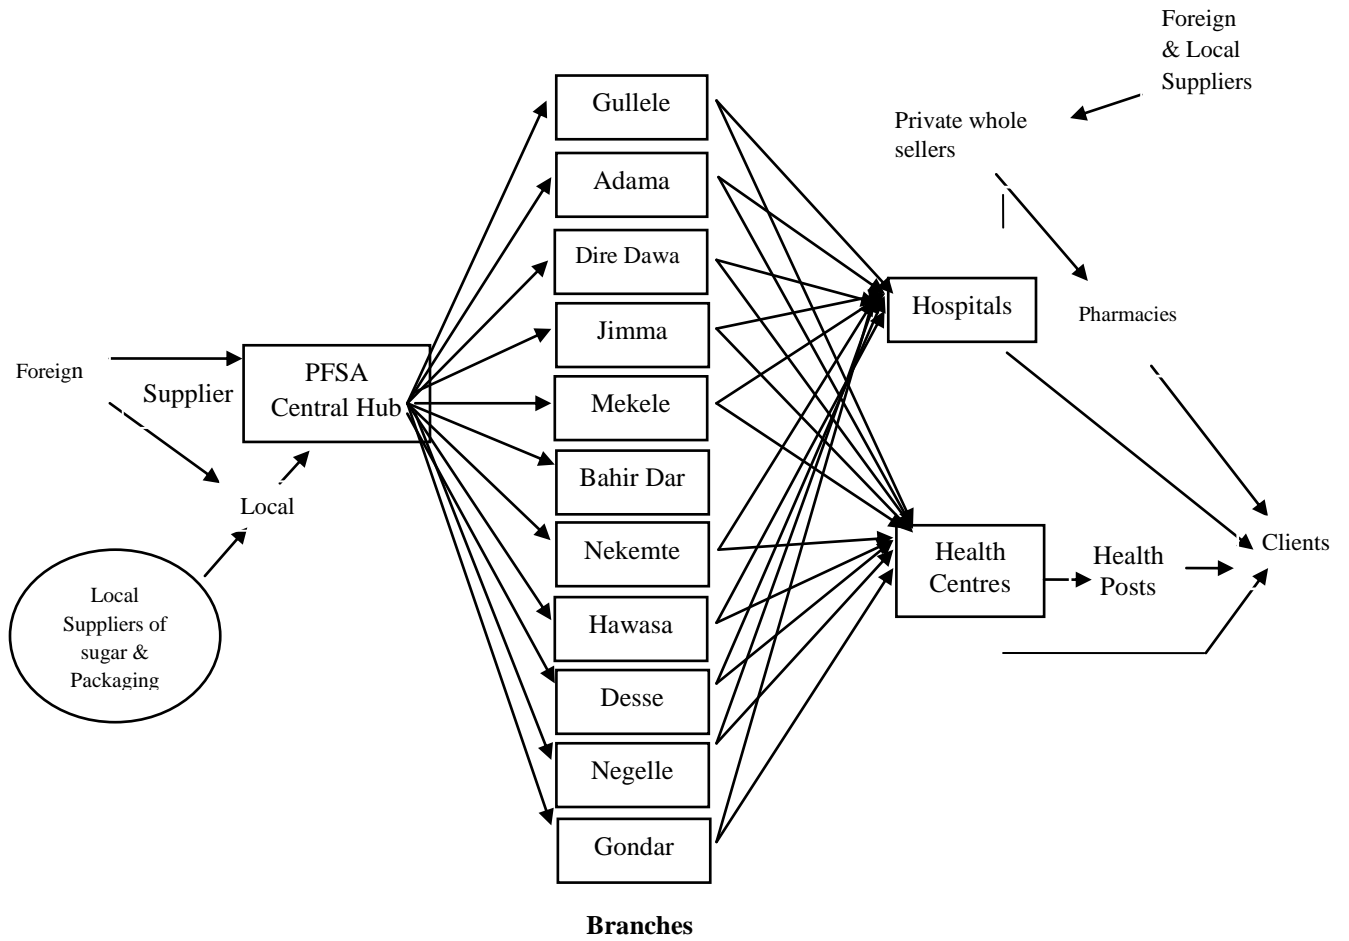 Foreign
& Local
Suppliers
Private whole
sellers
Gullele
Adama
Dire Dawa
Jimma
Mekele
Bahir Dar
Nekemte
Hawasa
Desse
Negelle
Gondar
Branches
Hospitals
Pharmacies
Foreign
Supplier
PFSA
Central Hub
Local
Local
Suppliers of
sugar &
Packaging
Health
Centres
Health
Posts
Clients